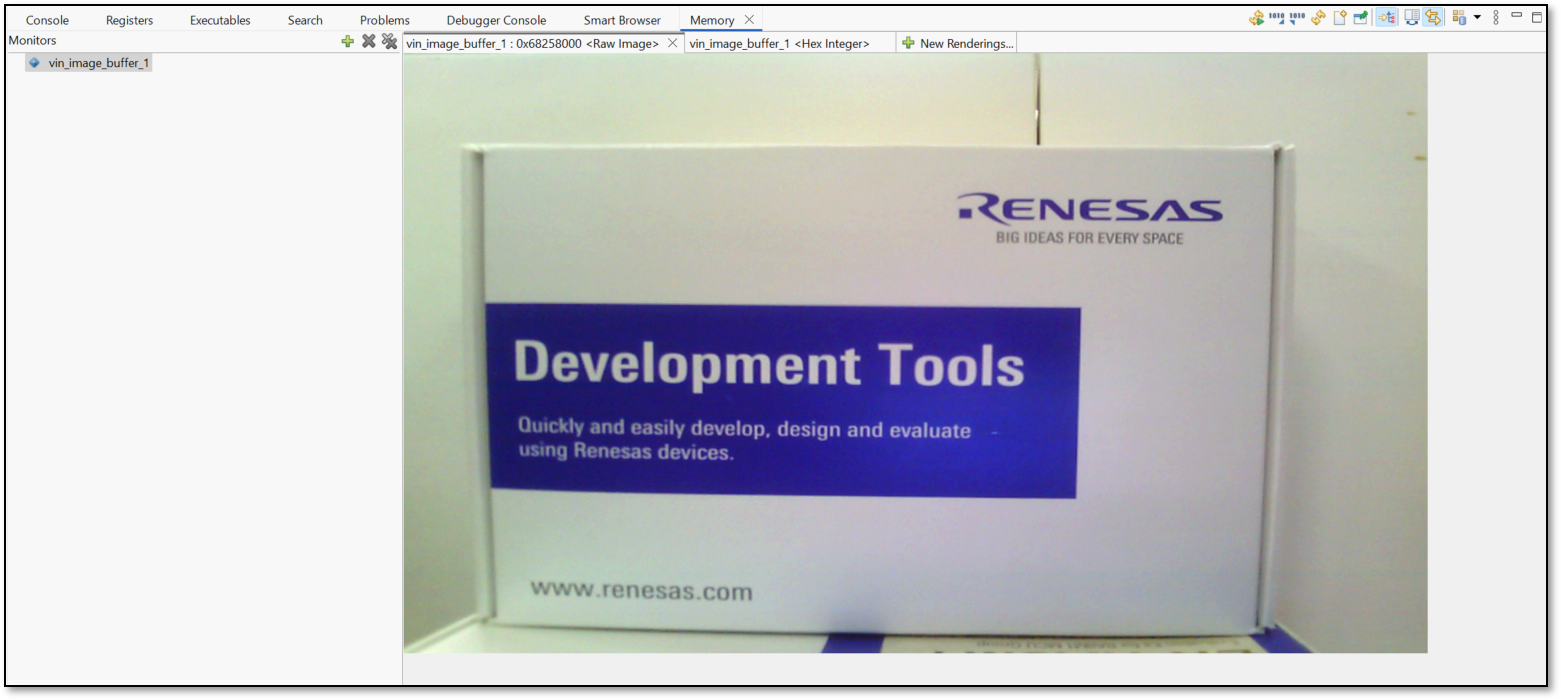 Console Registers Executables Search Problems Debugger Console Smart Browser Memory
Monitors
vin_image_buffer_1 : 0x68258000 <Raw Image> vin_image_buffer_1 <Hex Integer> New Renderings...
vin_image_buffer_1
RENESAS
BIG IDEAS FOR EVERY SPACE
Development Tools
Quickly and easily develop, design and evaluate
using Renesas devices.
www.renesas.com